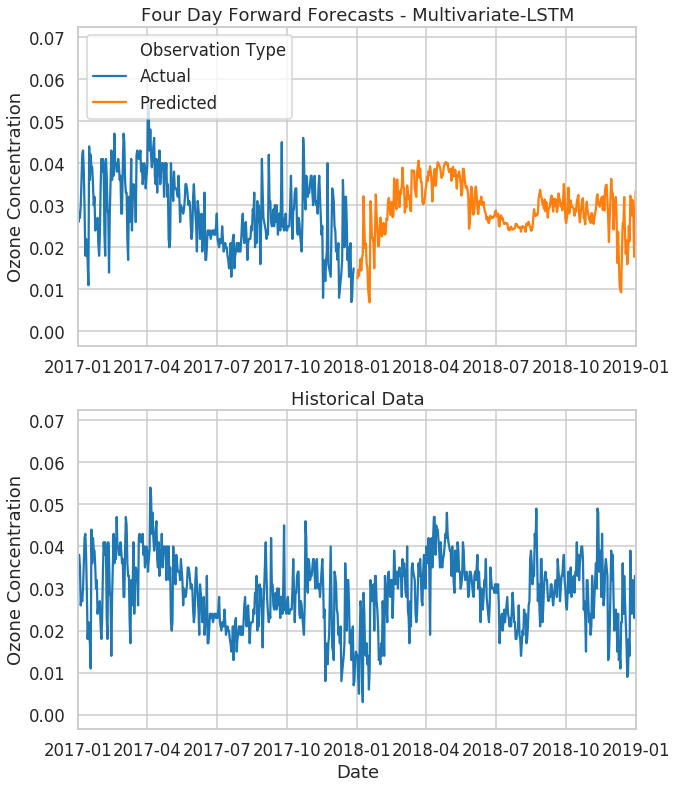 Four Day Forward Forecasts - Multivariate-LSTM
Observation Type
Actual
Predicted
Ozone Concentration
0.07
0.06
0.05
0.04
0.03
0.02
0.01
0.00
2017-01 2017-04 2017-07 2017-10 2018-01 2018-04 2018-07 2018-10 2019-01
Historical Data
Ozone Concentration
0.07
0.06
0.05
0.04
0.03
0.02
0.01
0.00
2017-01 2017-04 2017-07 2017-10 2018-01 2018-04 2018-07 2018-10 2019-01
Date